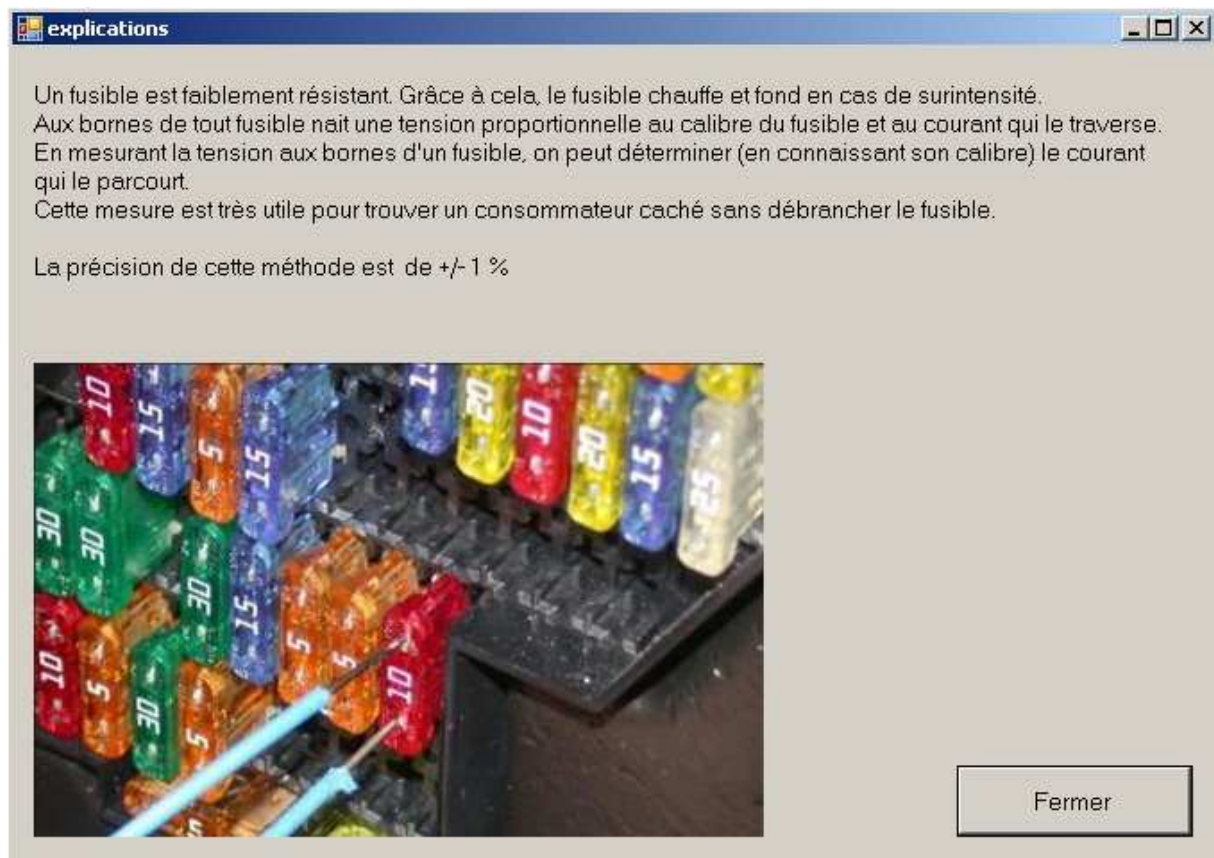 explications
Un fusible est faiblement résistant. Grâce à cela, le fusible chauffe et fond en cas de surintensité.
Aux bornes de tout fusible nait une tension proportionnelle au calibre du fusible et au courant qui le traverse.
En mesurant la tension aux bornes d'un fusible, on peut déterminer (en connaissant son calibre) le courant
qui le parcourt.
Cette mesure est très utile pour trouver un consommateur caché sans débrancher le fusible.
La précision de cette méthode est de +/- 1 %
10
15
5
15
15
20
10
20
15
25
30
30
30
15
5
5
10
10
5
30
5
5
Fermer